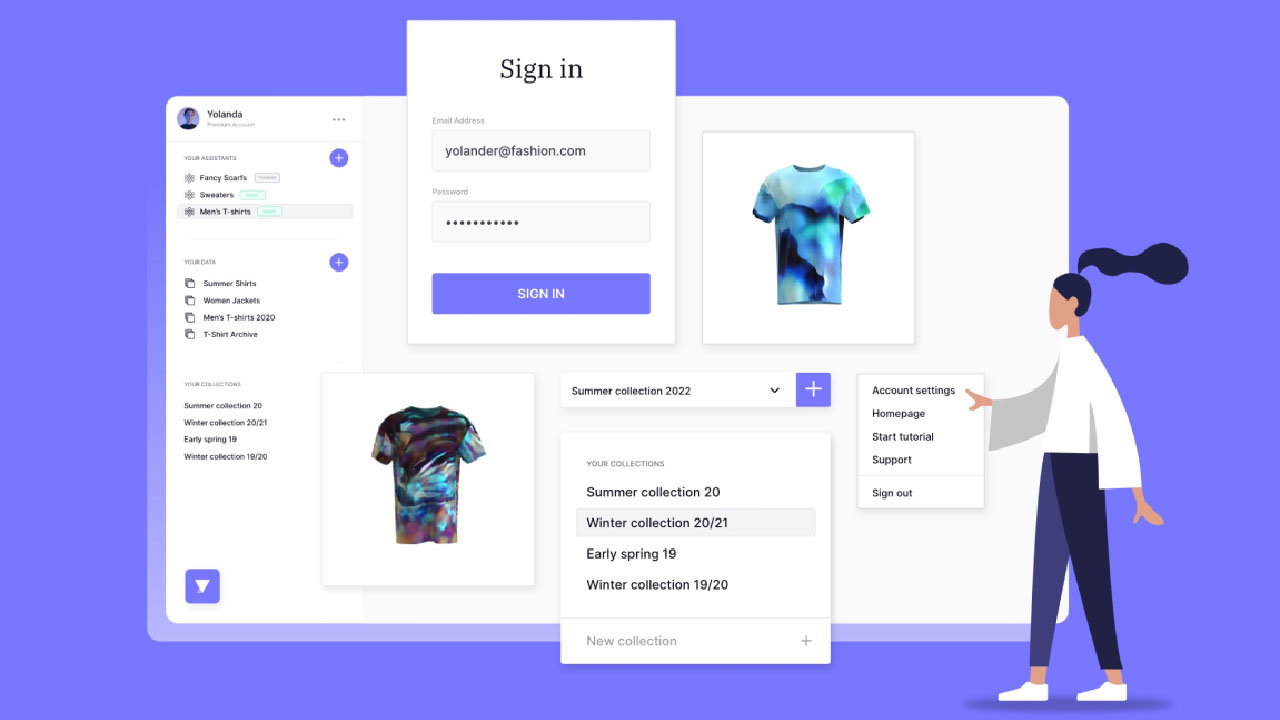 Sign in
Email Address
yolander@fashion.com
Password
SIGN IN
Yolanda
Premium Account
YOUR ASSISTANTS
Fancy Scarfs
Sweaters
Men's T-shirts
YOUR DATA
Summer Shirts
Women Jackets
Men's T-shirts 2020
T-Shirt Archive
YOUR COLLECTIONS
Summer collection 20
Winter collection 20/21
Early spring 19
Winter collection 19/20
Summer collection 2022
YOUR COLLECTIONS
Summer collection 20
Winter collection 20/21
Early spring 19
Winter collection 19/20
New collection
Account settings
Homepage
Start tutorial
Support
Sign out